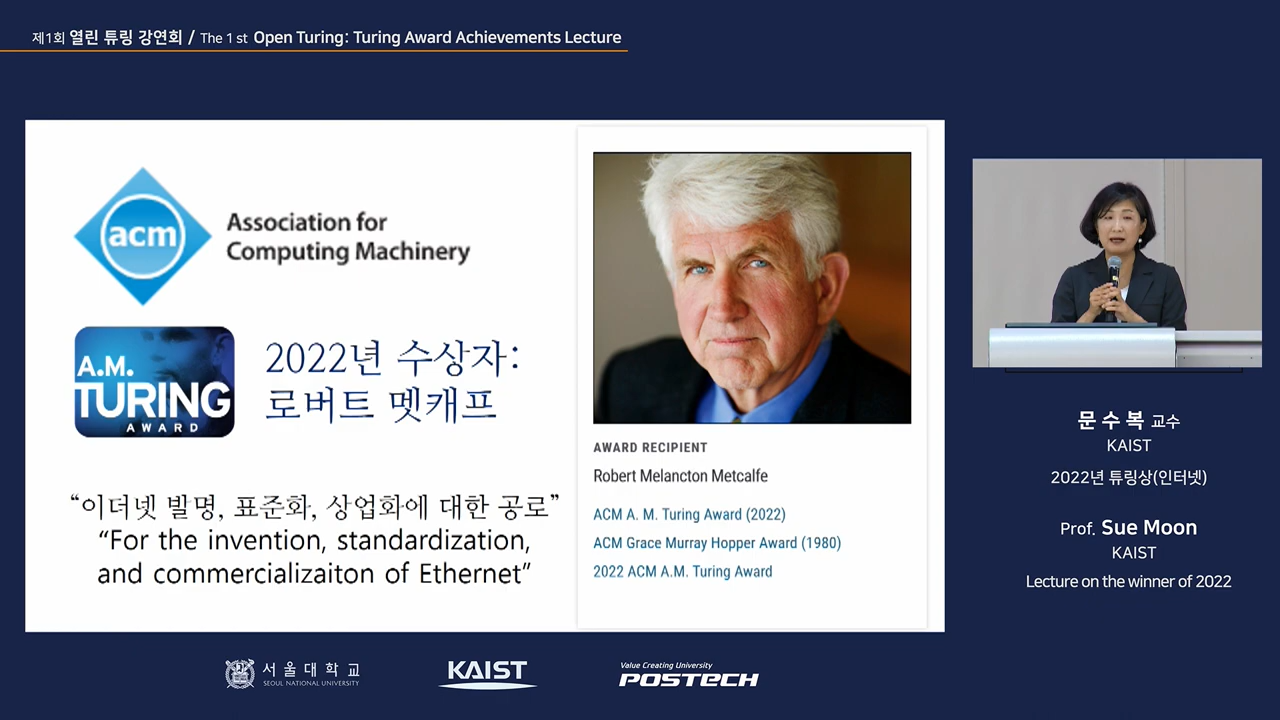 제1회 열린 튜링 강연회 / The 1 st Open Turing: Turing Award Achievements Lecture
acm
Association for
Computing Machinery
A.M.
TURING
AWARD
2022년 수상자:
로버트 멧캐프
“이더넷 발명, 표준화, 상업화에 대한 공로”
“For the invention, standardization,
and commercializaiton of Ethernet”
AWARD RECIPIENT
Robert Melancton Metcalfe
ACM A. M. Turing Award (2022)
ACM Grace Murray Hopper Award (1980)
2022 ACM A.M. Turing Award
문 수 복 교수
KAIST
2022년 튜링상(인터넷)
Prof. Sue Moon
KAIST
Lecture on the winner of 2022
서울대학교
SEOUL NATIONAL UNIVERSITY
KAIST
Value Creating University
POSTECH